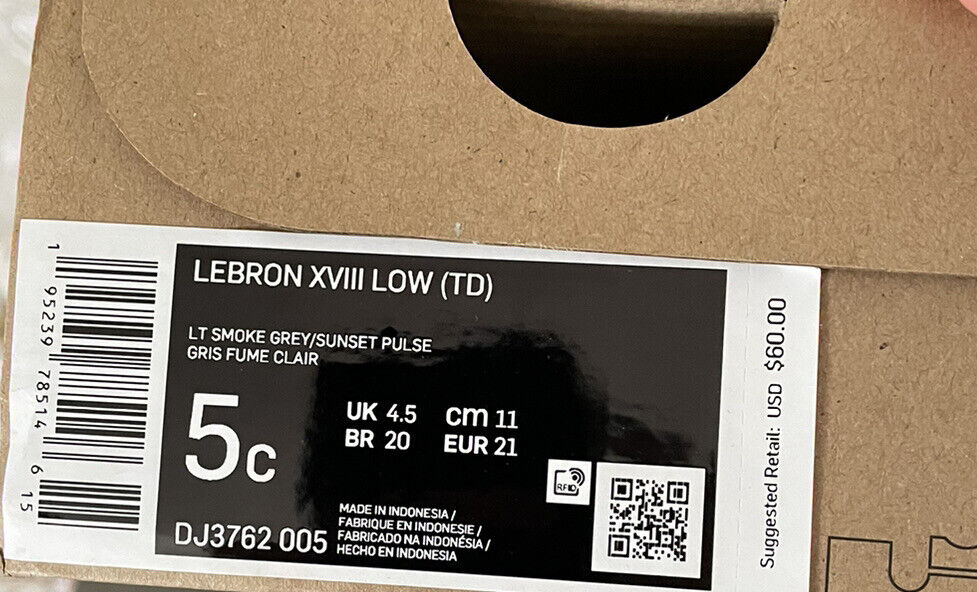 LEBRON XVIII LOW (TD)
LT SMOKE GREY/SUNSET PULSE
GRIS FUME CLAIR
5c
UK 4.5 cm 11
BR 20 EUR 21
RFID
DJ3762 005
MADE IN INDONESIA /
FABRIQUE EN INDONESIE /
FABRICADO NA INDONÉSIA /
HECHO EN INDONESIA
1 95239 78514 6 15
Suggested Retail: USD $60.00